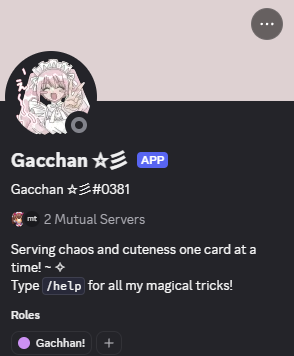 Gacchan ☆彡 APP
Gacchan ☆彡#0381
mt 2 Mutual Servers
Serving chaos and cuteness one card at a
time! ~ ✧
Type /help for all my magical tricks!
Roles
Gachhan! +